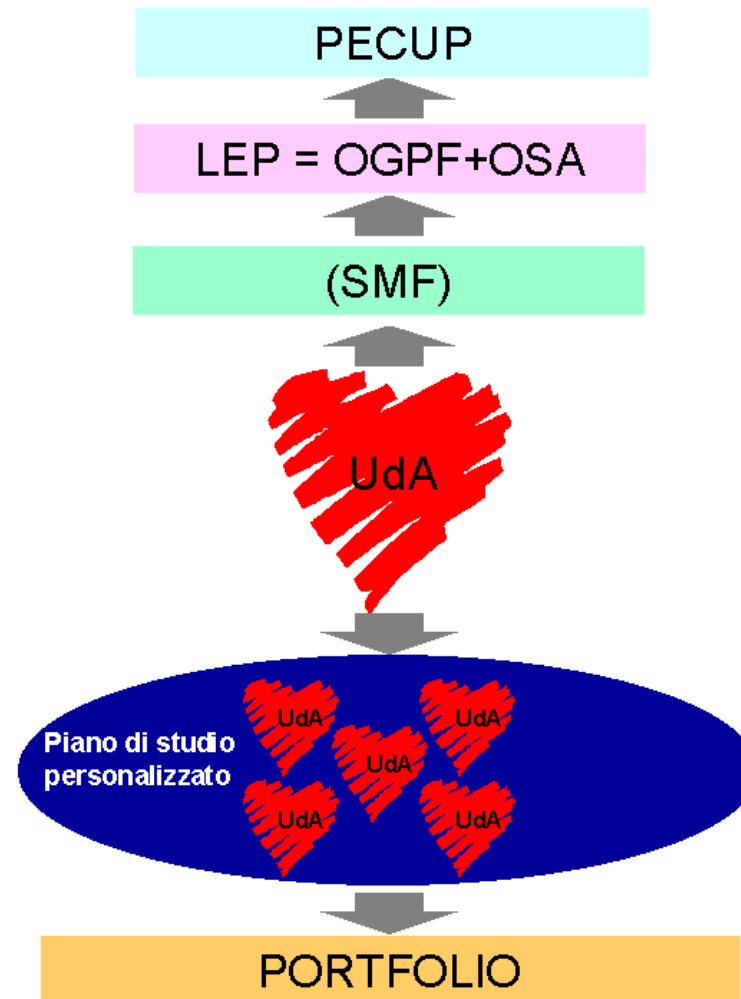 PECUP
LEP = OGPF+OSA
(SMF)
UdA
Piano di studio
personalizzato
UdA
UdA
UdA
UdA
UdA
PORTFOLIO